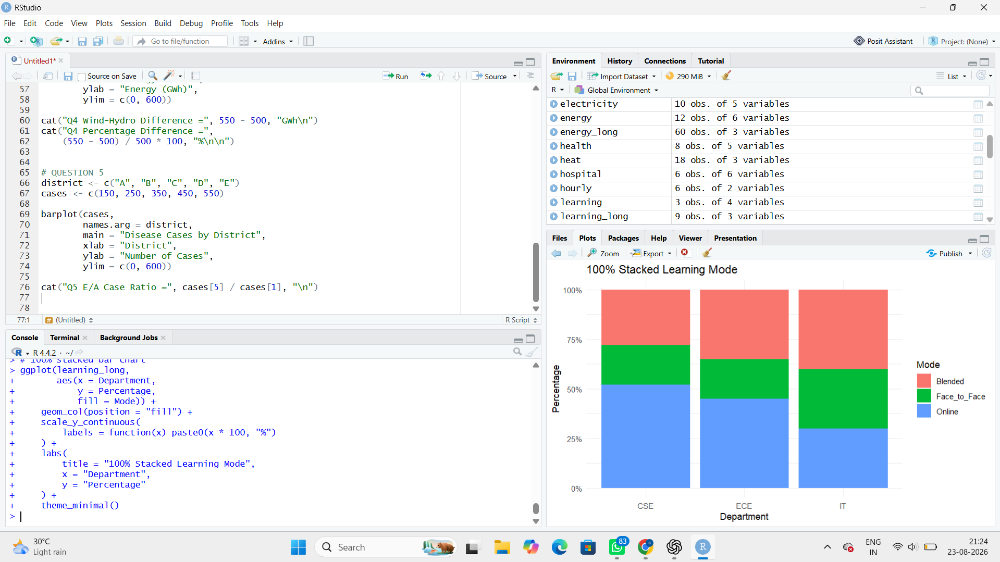 RStudio
File Edit Code View Plots Session Build Debug Profile Tools Help
Go to file/function Addins Posit Assistant Project: (None)
Untitled1*
Source on Save Run Source
57 ylab = "Energy (GWh)",
58 ylim = c(0, 600))
59
60 cat("Q4 Wind-Hydro Difference =", 550 - 500, "GWh\n")
61 cat("Q4 Percentage Difference =",
62 (550 - 500) / 500 * 100, "%\n\n")
63
64
65 # QUESTION 5
66 district <- c("A", "B", "C", "D", "E")
67 cases <- c(150, 250, 350, 450, 550)
68
69 barplot(cases,
70 names.arg = district,
71 main = "Disease Cases by District",
72 xlab = "District",
73 ylab = "Number of Cases",
74 ylim = c(0, 600))
75
76 cat("Q5 E/A Case Ratio =", cases[5] / cases[1], "\n")
77
78
77:1 (Untitled) R Script
Console Terminal Background Jobs
R 4.4.2 · ~/
> # 100% stacked bar chart
> ggplot(learning_long,
+ aes(x = Department,
+ y = Percentage,
+ fill = Mode)) +
+ geom_col(position = "fill") +
+ scale_y_continuous(
+ labels = function(x) paste0(x * 100, "%")
+ ) +
+ labs(
+ title = "100% Stacked Learning Mode",
+ x = "Department",
+ y = "Percentage"
+ ) +
+ theme_minimal()
>
Environment History Connections Tutorial
Import Dataset 290 MiB List
R Global Environment
electricity 10 obs. of 5 variables
energy 12 obs. of 6 variables
energy_long 60 obs. of 3 variables
health 8 obs. of 5 variables
heat 18 obs. of 3 variables
hospital 6 obs. of 6 variables
hourly 6 obs. of 2 variables
learning 3 obs. of 4 variables
learning_long 9 obs. of 3 variables
Files Plots Packages Help Viewer Presentation
Zoom Export Publish
100% Stacked Learning Mode
100%
75%
50%
25%
0%
Percentage
CSE ECE IT
Department
Mode
Blended
Face_to_Face
Online
30°C
Light rain
Search
83
ENG
IN
21:24
23-08-2026